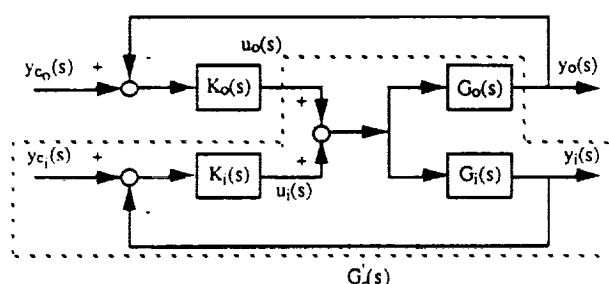 uo(s)
yco(s)
+
Ko(s)
Go(s)
yo(s)
-
+
yci(s)
+
+
Ki(s)
ui(s)
Gi(s)
yi(s)
-
G'(s)